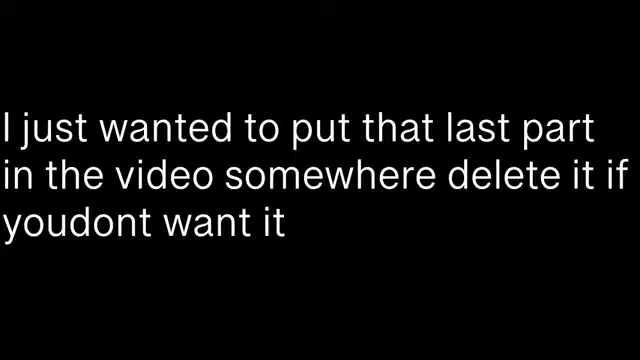 I just wanted to put that last part
in the video somewhere delete it if
youdont want it